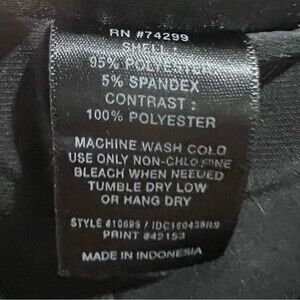 RN #74299
SHELL :
95% POLYESTER
5% SPANDEX
CONTRAST :
100% POLYESTER
MACHINE WASH COLD
USE ONLY NON-CHLORINE
BLEACH WHEN NEEDED
TUMBLE DRY LOW
OR HANG DRY
STYLE #10699 /
PRINT #42153
MADE IN INDONESIA